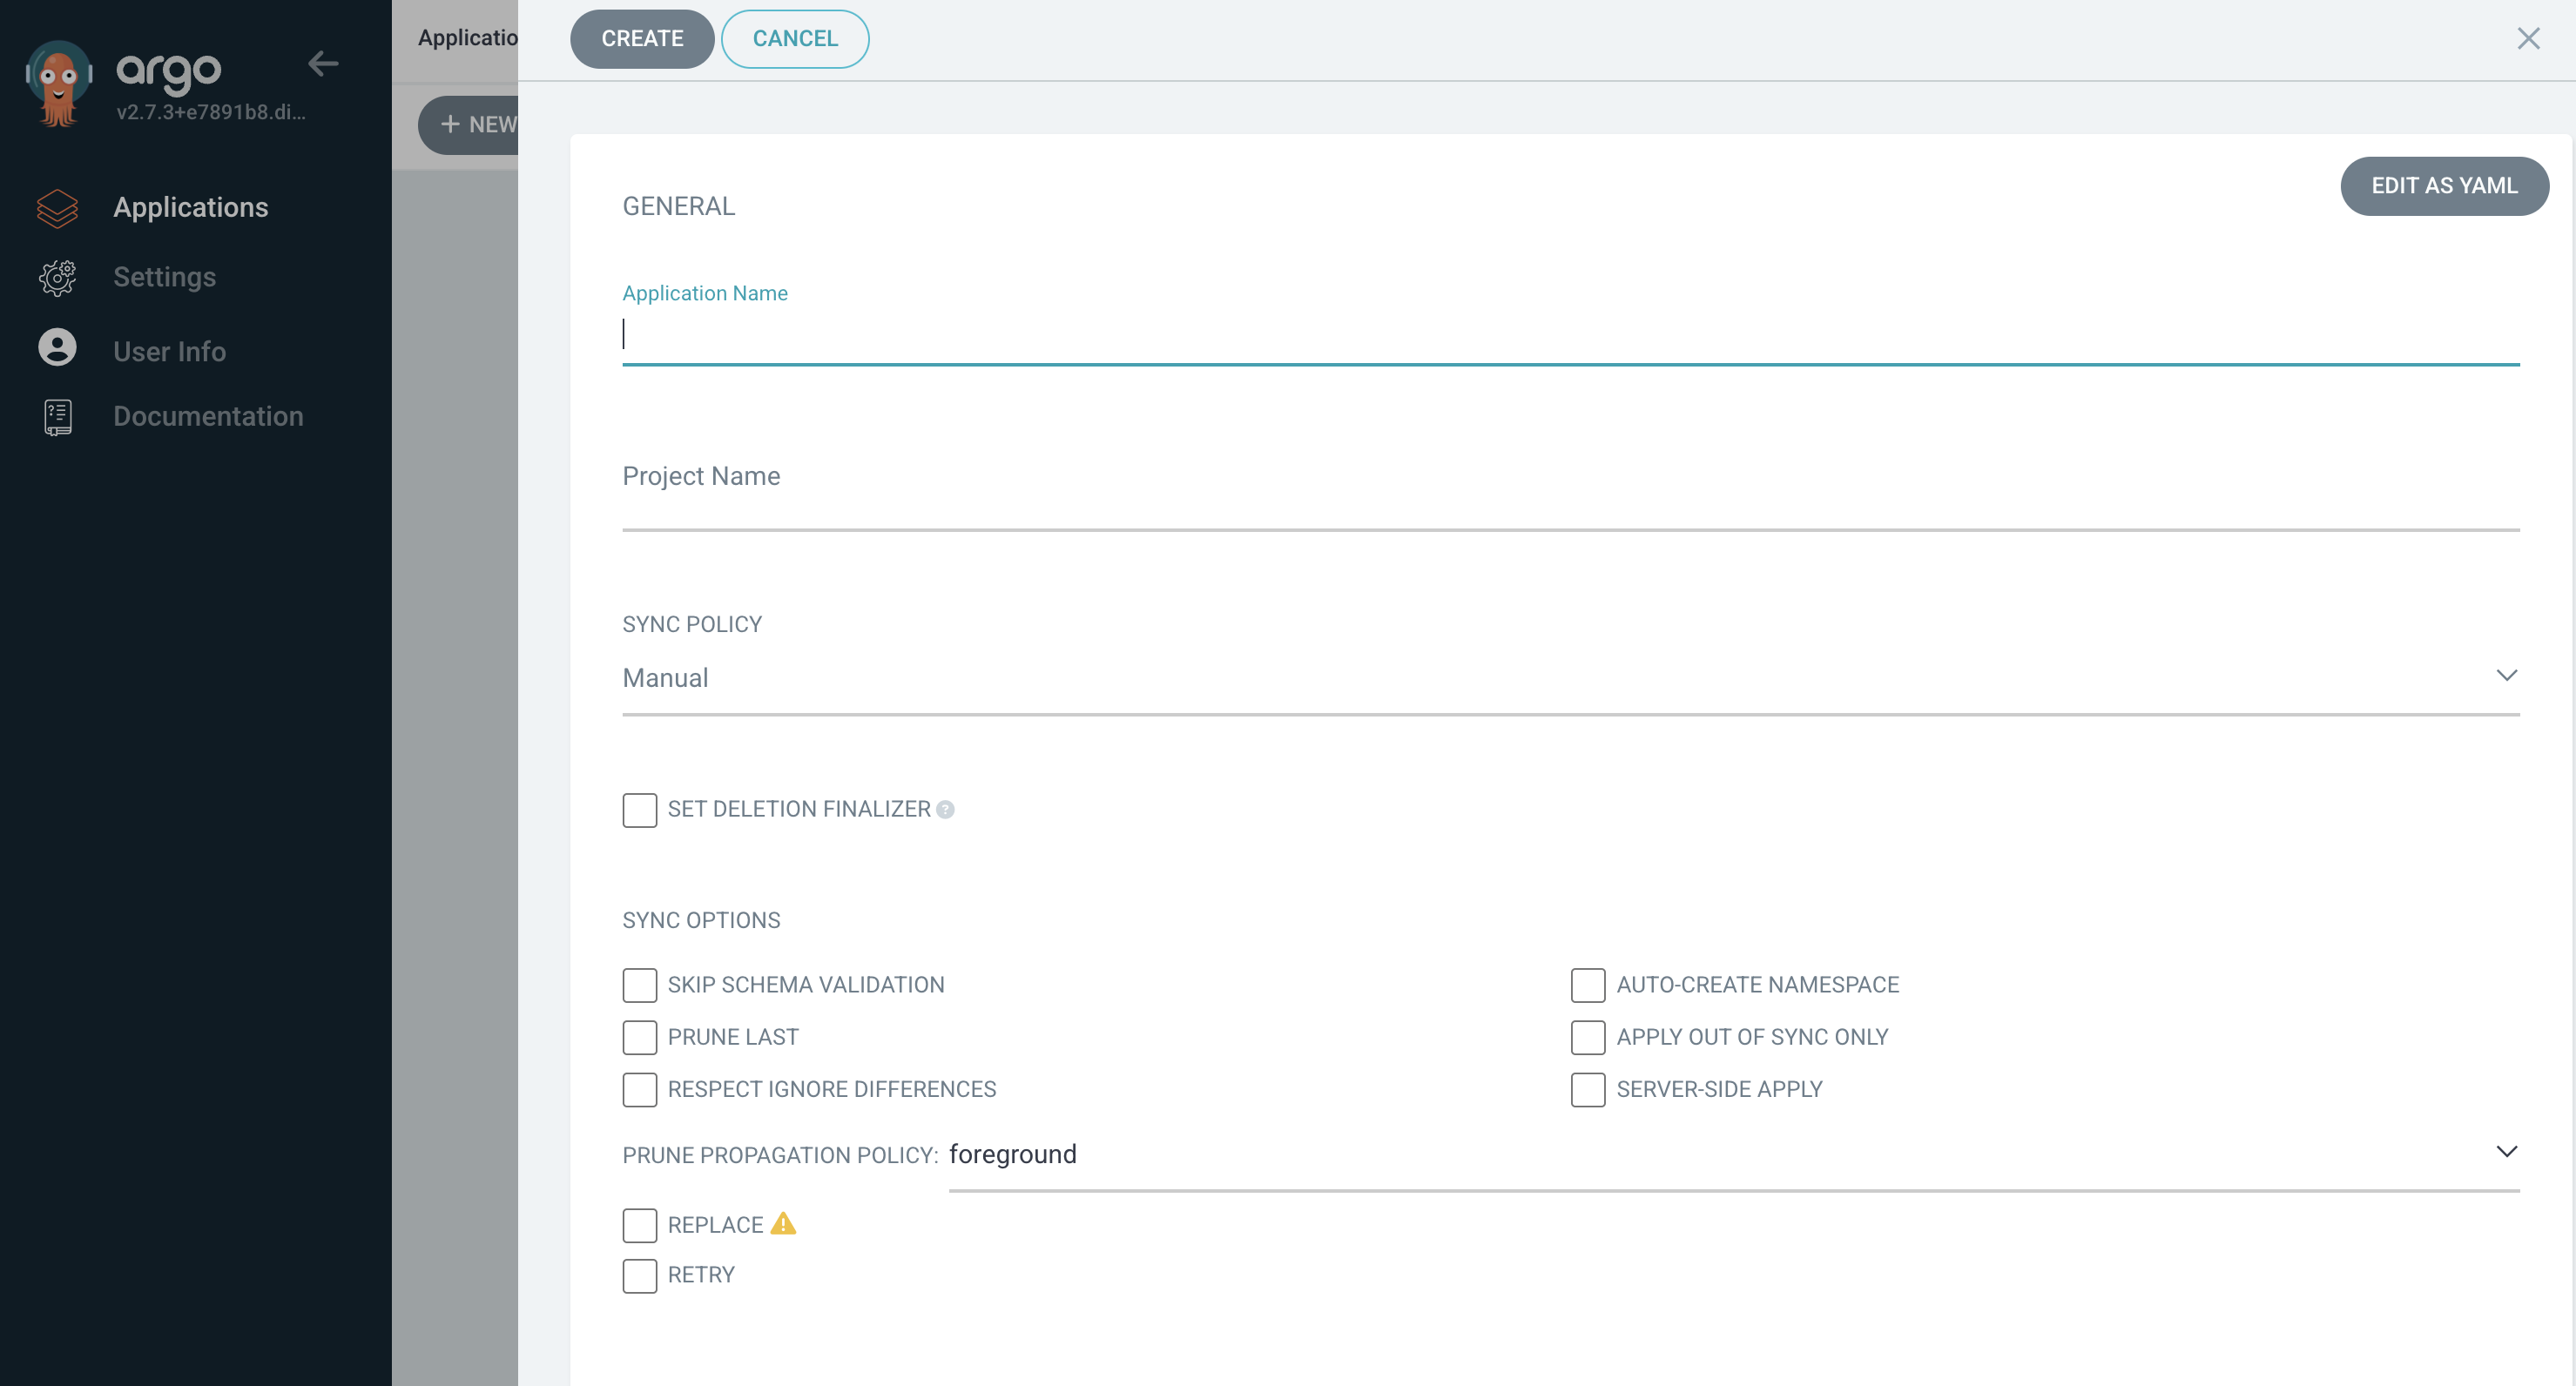 argo
v2.7.3+e7891b8.di...
Applications
Settings
User Info
Documentation
Applicatio
+ NEW
CREATE
CANCEL
EDIT AS YAML
GENERAL
Application Name
Project Name
SYNC POLICY
Manual
SET DELETION FINALIZER ?
SYNC OPTIONS
SKIP SCHEMA VALIDATION
AUTO-CREATE NAMESPACE
PRUNE LAST
APPLY OUT OF SYNC ONLY
RESPECT IGNORE DIFFERENCES
SERVER-SIDE APPLY
PRUNE PROPAGATION POLICY: foreground
REPLACE
RETRY